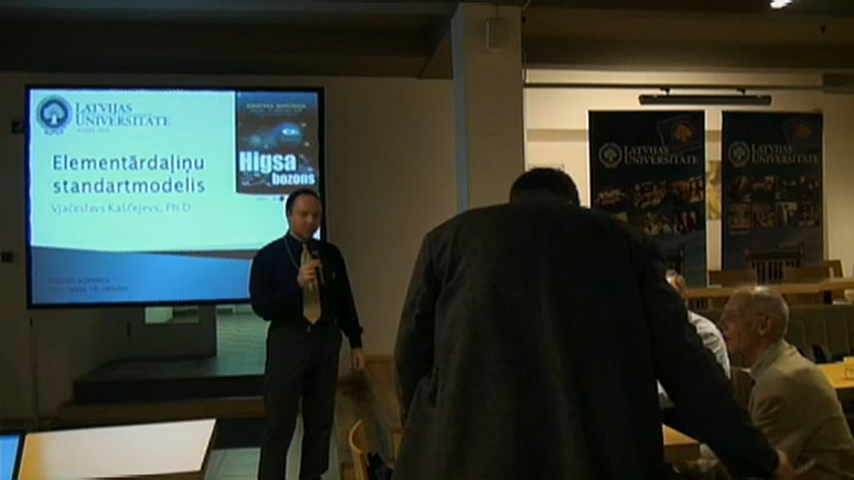 LATVIJAS
UNIVERSITĀTE
Elementārdaļiņu
standartmodelis
Vjačeslavs Kaščejevs, Ph.D.
Higsa
bozons
LATVIJAS
UNIVERSITĀTE
LATVIJAS
UNIVERSITĀTE